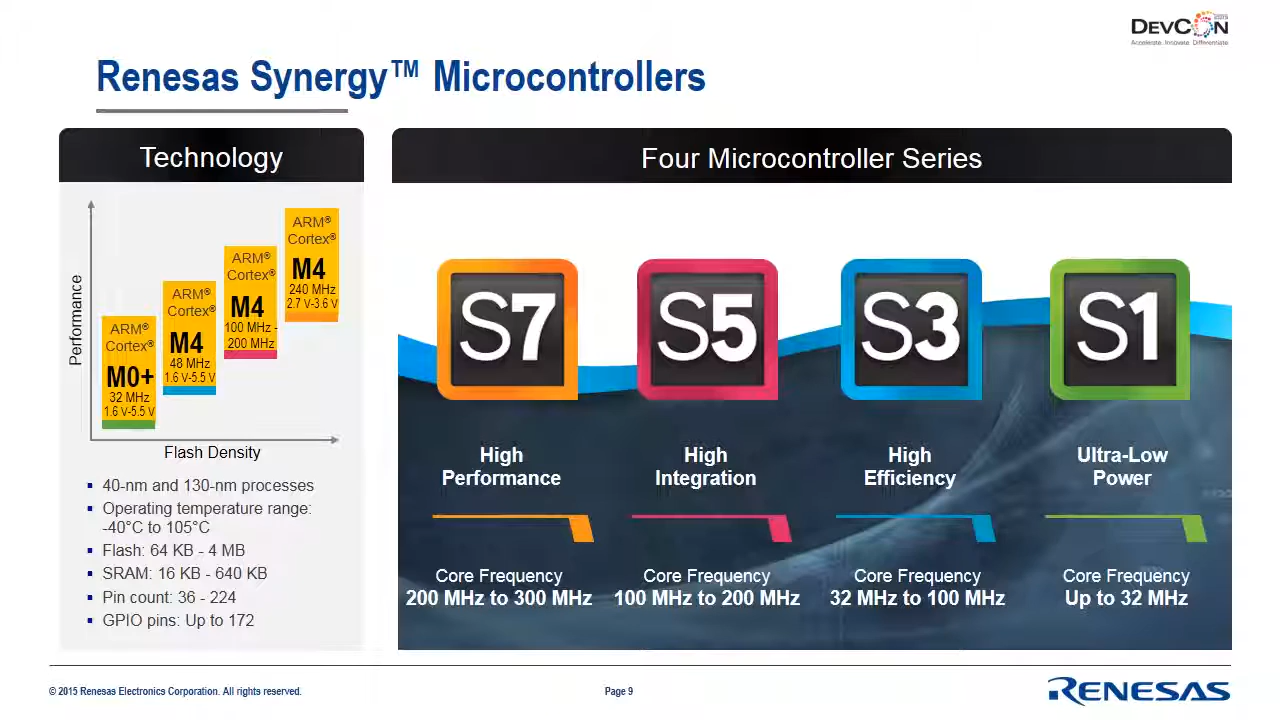 DevCon
Accelerate. Innovate. Differentiate.
Renesas Synergy™ Microcontrollers
Technology
Performance
ARM®
Cortex®
M0+
32 MHz
1.6 V-5.5 V
ARM®
Cortex®
M4
48 MHz
1.6 V-5.5 V
ARM®
Cortex®
M4
100 MHz -
200 MHz
ARM®
Cortex®
M4
240 MHz
2.7 V-3.6 V
Flash Density
▪ 40-nm and 130-nm processes
▪ Operating temperature range:
-40°C to 105°C
▪ Flash: 64 KB - 4 MB
▪ SRAM: 16 KB - 640 KB
▪ Pin count: 36 - 224
▪ GPIO pins: Up to 172
Four Microcontroller Series
S7
High
Performance
Core Frequency
200 MHz to 300 MHz
S5
High
Integration
Core Frequency
100 MHz to 200 MHz
S3
High
Efficiency
Core Frequency
32 MHz to 100 MHz
S1
Ultra-Low
Power
Core Frequency
Up to 32 MHz
© 2015 Renesas Electronics Corporation. All rights reserved.
Page 9
RENESAS